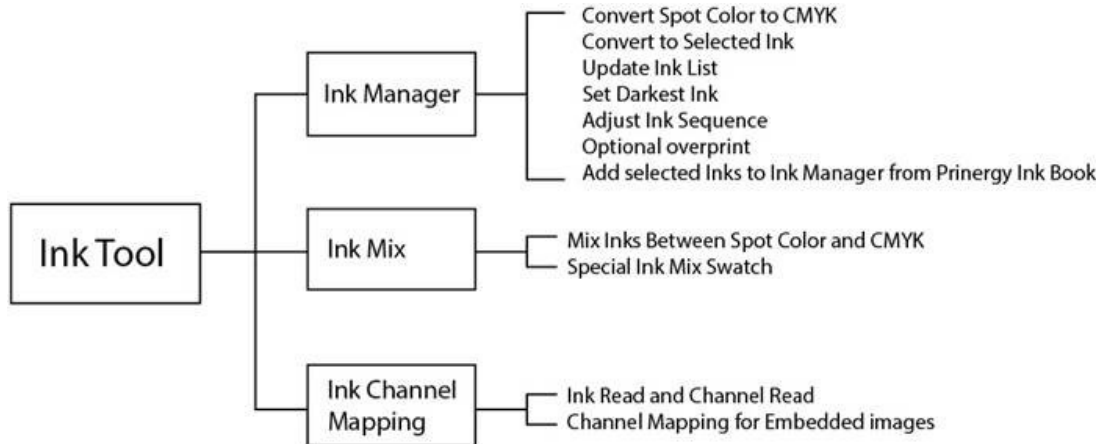 Convert Spot Color to CMYK
Convert to Selected Ink
Update Ink List
Set Darkest Ink
Adjust Ink Sequence
Optional overprint
Add selected Inks to Ink Manager from Prinergy Ink Book
Ink Manager
Ink Tool
Ink Mix
Mix Inks Between Spot Color and CMYK
Special Ink Mix Swatch
Ink Channel
Mapping
Ink Read and Channel Read
Channel Mapping for Embedded images